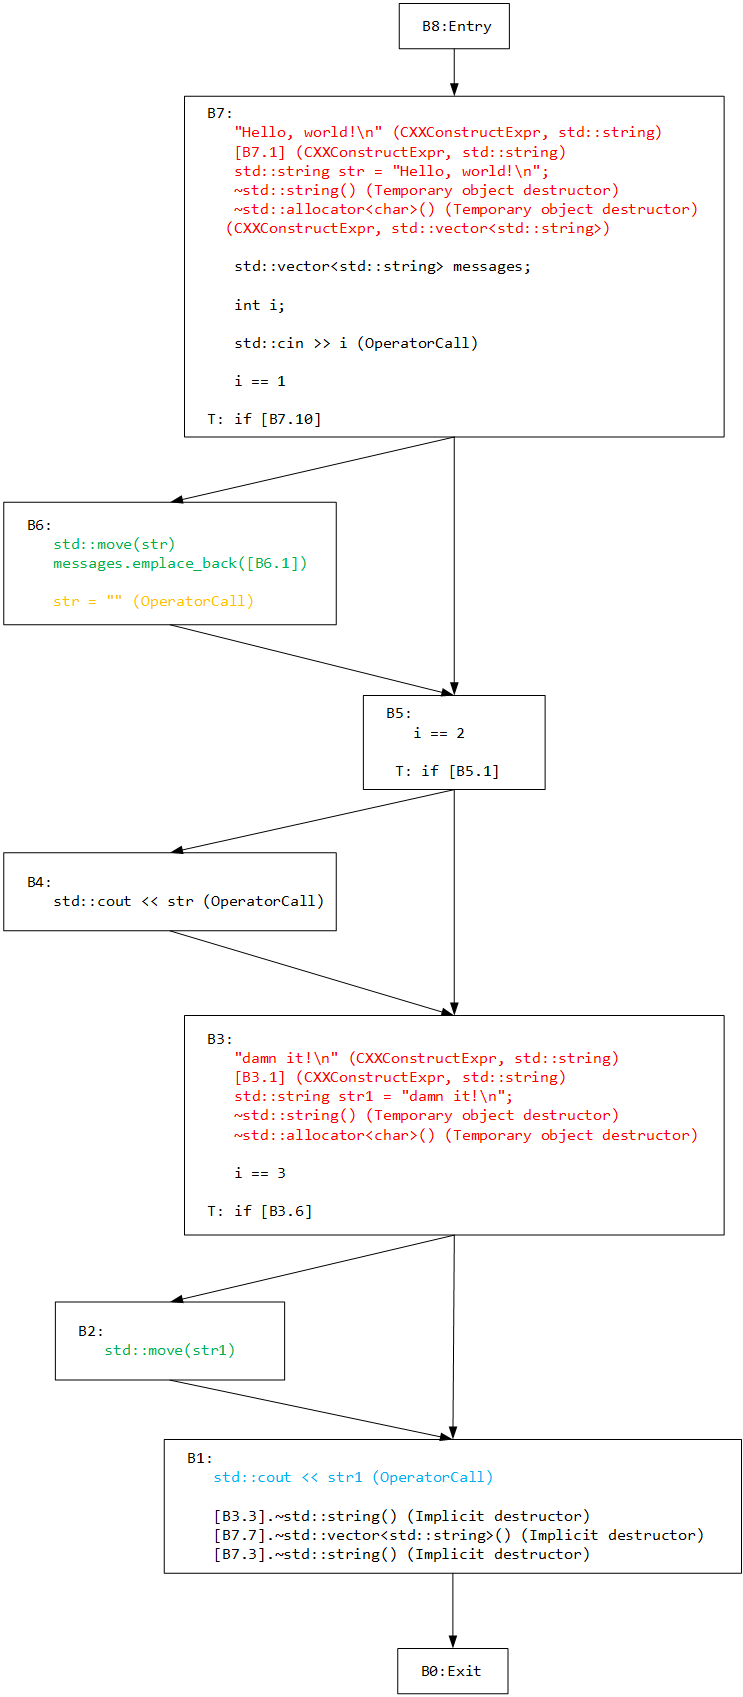 B8:Entry
B7:
"Hello, world!\n" (CXXConstructExpr, std::string)
[B7.1] (CXXConstructExpr, std::string)
std::string str = "Hello, world!\n";
~std::string() (Temporary object destructor)
~std::allocator<char>() (Temporary object destructor)
(CXXConstructExpr, std::vector<std::string>)
std::vector<std::string> messages;
int i;
std::cin >> i (OperatorCall)
i == 1
T: if [B7.10]
B6:
std::move(str)
messages.emplace_back([B6.1])
str = "" (OperatorCall)
B5:
i == 2
T: if [B5.1]
B4:
std::cout << str (OperatorCall)
B3:
"damn it!\n" (CXXConstructExpr, std::string)
[B3.1] (CXXConstructExpr, std::string)
std::string str1 = "damn it!\n";
~std::string() (Temporary object destructor)
~std::allocator<char>() (Temporary object destructor)
i == 3
T: if [B3.6]
B2:
std::move(str1)
B1:
std::cout << str1 (OperatorCall)
[B3.3].~std::string() (Implicit destructor)
[B7.7].~std::vector<std::string>() (Implicit destructor)
[B7.3].~std::string() (Implicit destructor)
B0:Exit